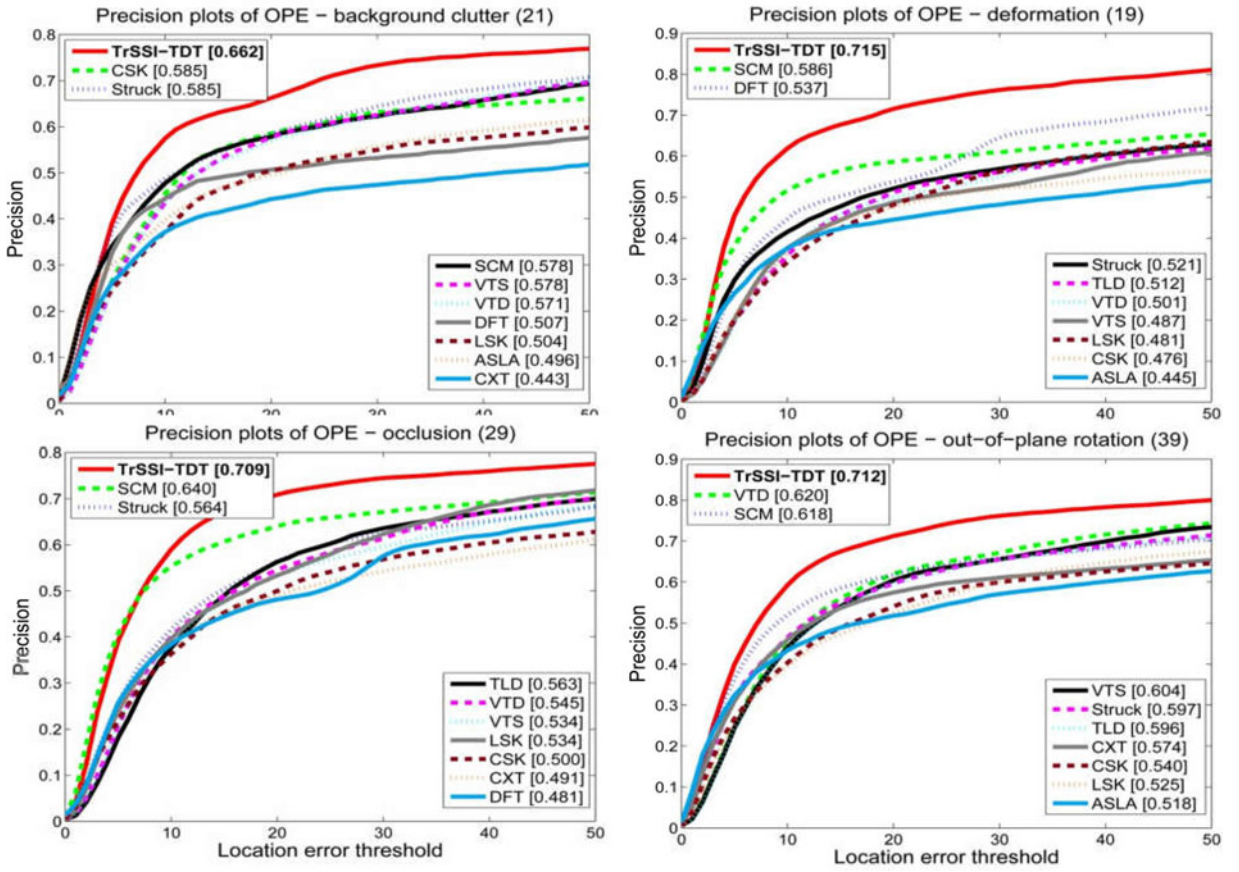 Precision plots of OPE − background clutter (21)
TrSSI−TDT [0.662]
CSK [0.585]
Struck [0.585]
SCM [0.578]
VTS [0.578]
VTD [0.571]
DFT [0.507]
LSK [0.504]
ASLA [0.496]
CXT [0.443]
Precision
0.8
0.7
0.6
0.5
0.4
0.3
0.2
0.1
0
0 10 20 30 40 50
Precision plots of OPE − deformation (19)
TrSSI−TDT [0.715]
SCM [0.586]
DFT [0.537]
Struck [0.521]
TLD [0.512]
VTD [0.501]
VTS [0.487]
LSK [0.481]
CSK [0.476]
ASLA [0.445]
Precision
0.9
0.8
0.7
0.6
0.5
0.4
0.3
0.2
0.1
0
0 10 20 30 40 50
Precision plots of OPE − occlusion (29)
TrSSI−TDT [0.709]
SCM [0.640]
Struck [0.564]
TLD [0.563]
VTD [0.545]
VTS [0.534]
LSK [0.534]
CSK [0.500]
CXT [0.491]
DFT [0.481]
Precision
0.8
0.7
0.6
0.5
0.4
0.3
0.2
0.1
0
0 10 20 30 40 50
Location error threshold
Precision plots of OPE − out−of−plane rotation (39)
TrSSI−TDT [0.712]
VTD [0.620]
SCM [0.618]
VTS [0.604]
Struck [0.597]
TLD [0.596]
CXT [0.574]
CSK [0.540]
LSK [0.525]
ASLA [0.518]
Precision
0.9
0.8
0.7
0.6
0.5
0.4
0.3
0.2
0.1
0
0 10 20 30 40 50
Location error threshold